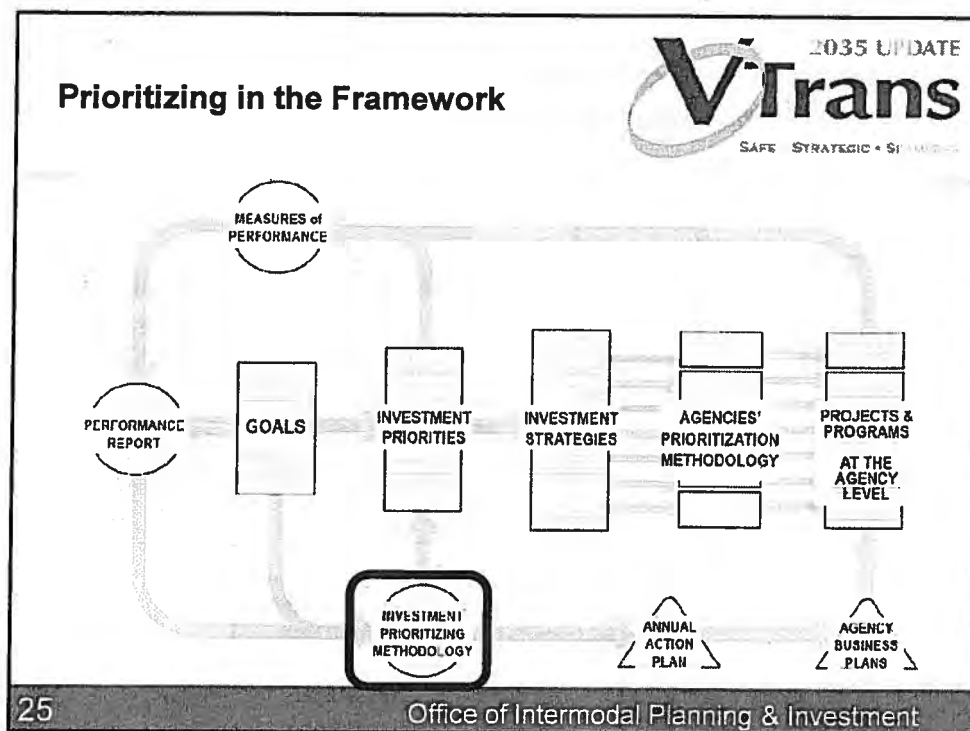 2035 UPDATE
Prioritizing in the Framework
VTrans
SAFE STRATEGIC •
MEASURES of
PERFORMANCE
PERFORMANCE
REPORT
GOALS
INVESTMENT
PRIORITIES
INVESTMENT
STRATEGIES
AGENCIES'
PRIORITIZATION
METHODOLOGY
PROJECTS &
PROGRAMS
AT THE
AGENCY
LEVEL
INVESTMENT
PRIORITIZING
METHODOLOGY
ANNUAL
ACTION
PLAN
AGENCY
BUSINESS
PLANS
25
Office of Intermodal Planning & Investment